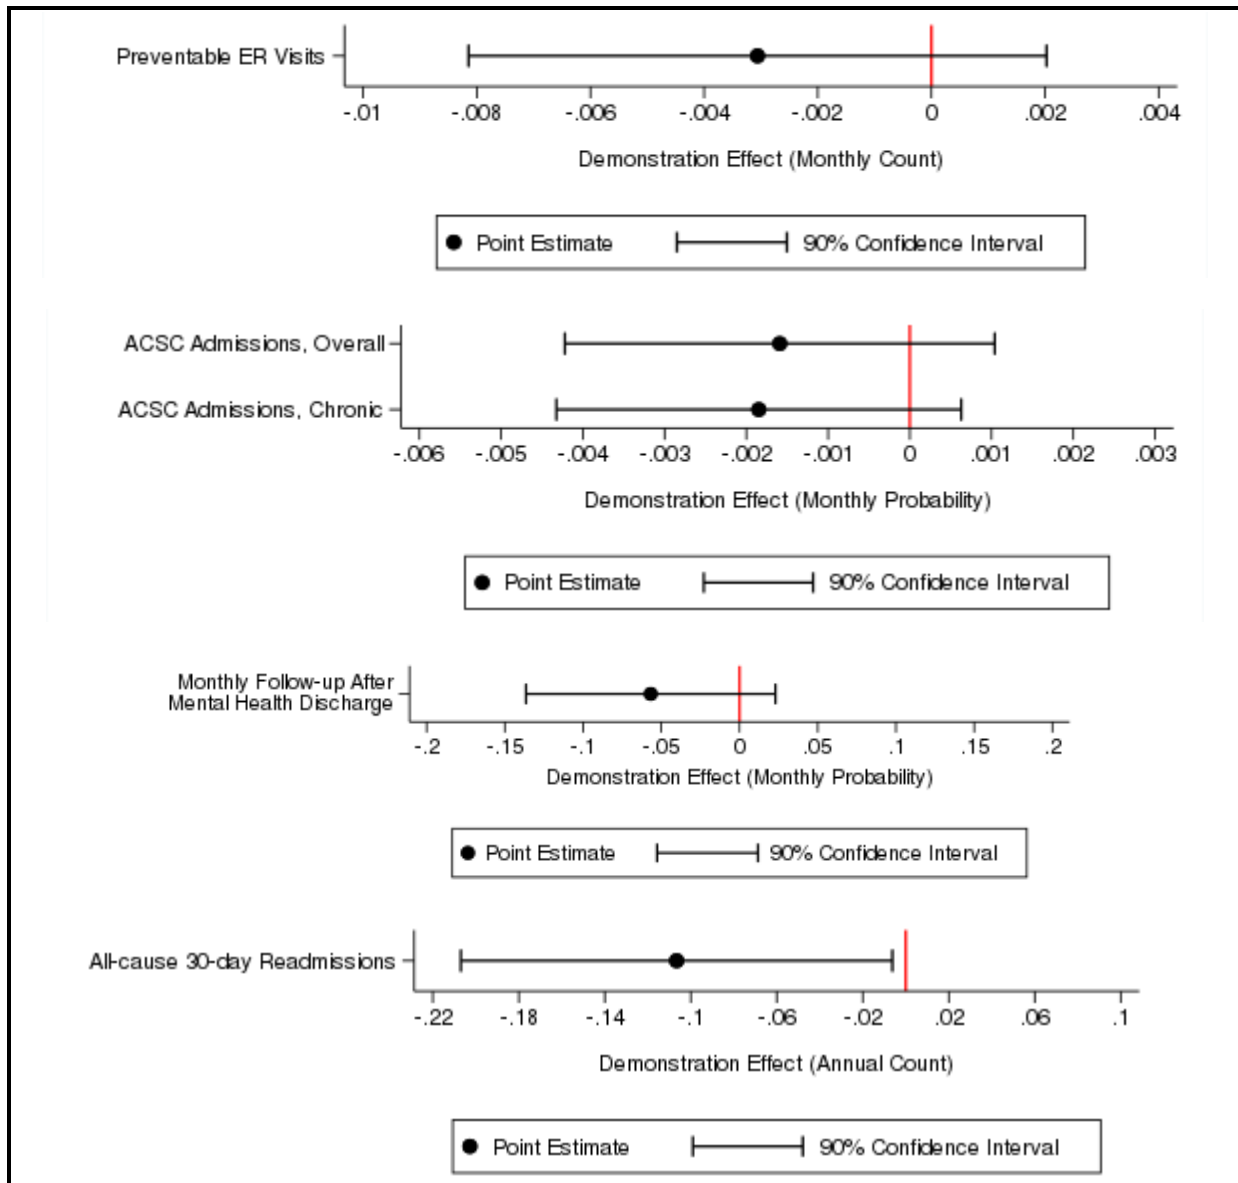 Preventable ER Visits
-.01 -.008 -.006 -.004 -.002 0 .002 .004
Demonstration Effect (Monthly Count)
Point Estimate 90% Confidence Interval
ACSC Admissions, Overall
ACSC Admissions, Chronic
-.006 -.005 -.004 -.003 -.002 -.001 0 .001 .002 .003
Demonstration Effect (Monthly Probability)
Point Estimate 90% Confidence Interval
Monthly Follow-up After
Mental Health Discharge
-.2 -.15 -.1 -.05 0 .05 .1 .15 .2
Demonstration Effect (Monthly Probability)
Point Estimate 90% Confidence Interval
All-cause 30-day Readmissions
-.22 -.18 -.14 -.1 -.06 -.02 .02 .06 .1
Demonstration Effect (Annual Count)
Point Estimate 90% Confidence Interval